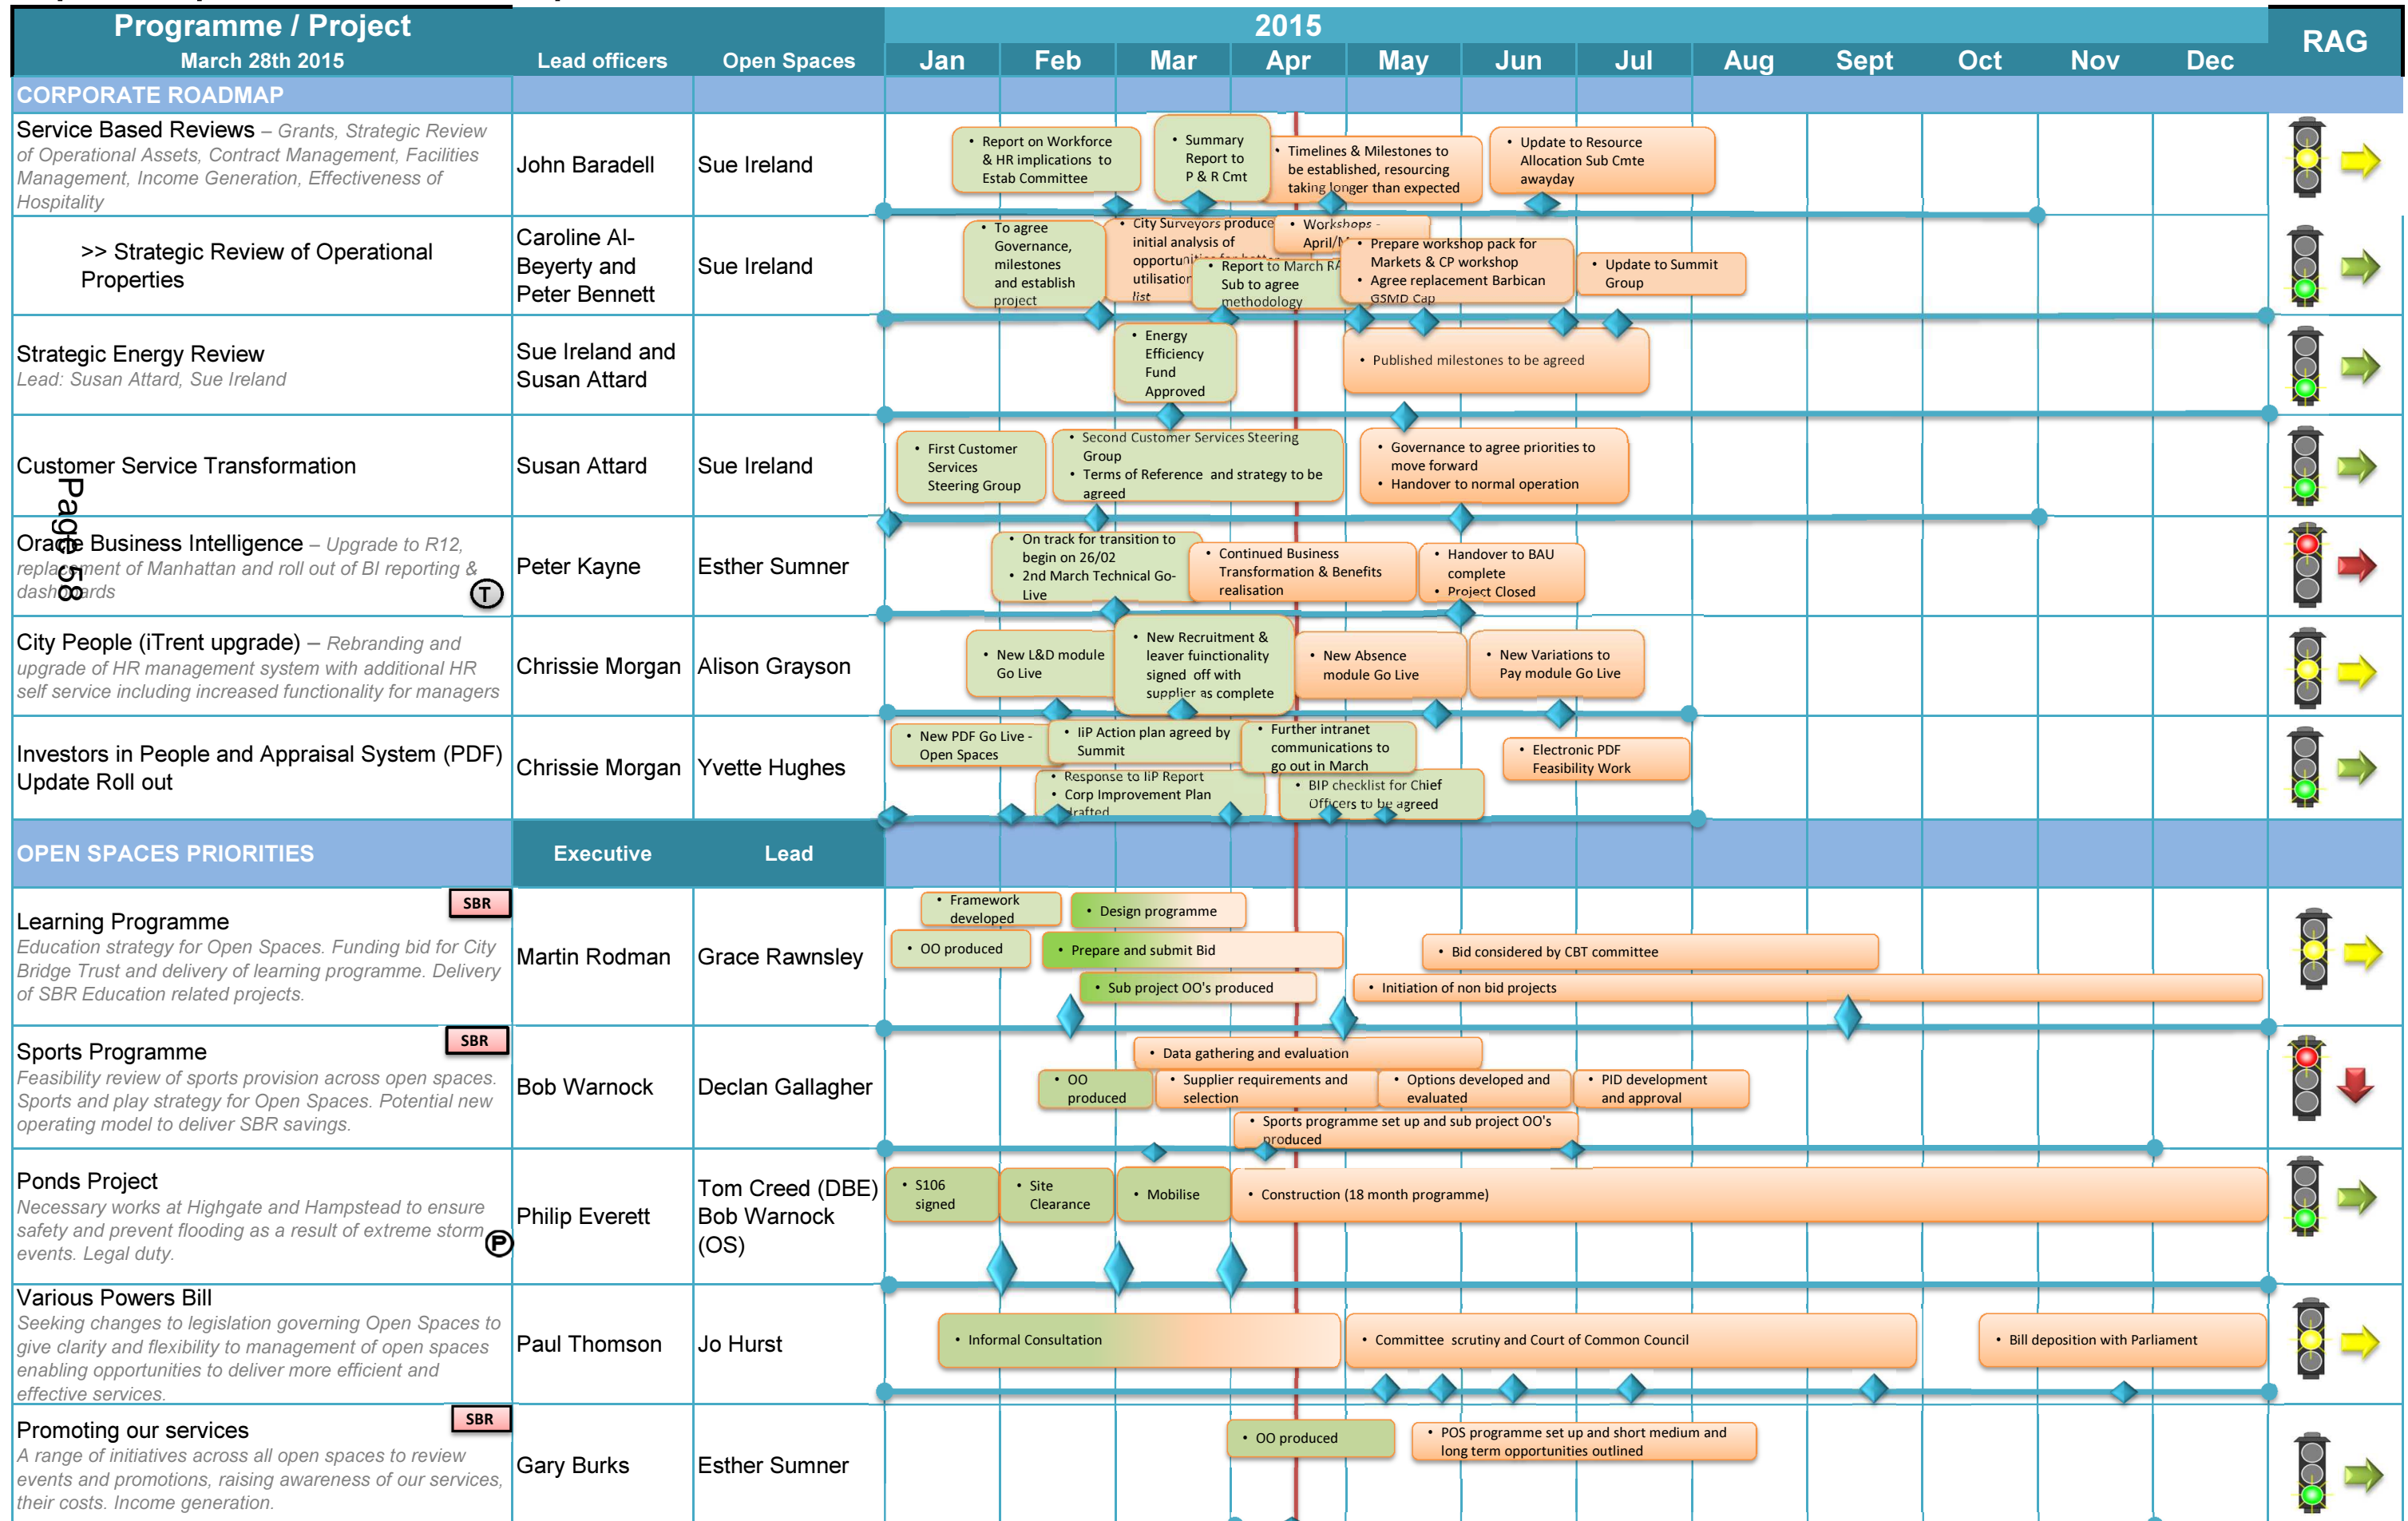 Programme / Project
March 28th 2015
Lead officers
Open Spaces
2015
Jan Feb Mar Apr May Jun Jul Aug Sept Oct Nov Dec
RAG
CORPORATE ROADMAP
Service Based Reviews – Grants, Strategic Review
of Operational Assets, Contract Management, Facilities
Management, Income Generation, Effectiveness of
Hospitality
John Baradell
Sue Ireland
• Report on Workforce
& HR implications to
Estab Committee
• Summary
Report to
P & R Cmt
• Timelines & Milestones to
be established, resourcing
taking longer than expected
• Update to Resource
Allocation Sub Cmte
awayday
>> Strategic Review of Operational
Properties
Caroline Al-
Beyerty and
Peter Bennett
Sue Ireland
• To agree
Governance,
milestones
and establish
project
• City Surveyors produce
initial analysis of
opportunities for better
utilisation
list
• Report to March RA
Sub to agree
methodology
• Workshops -
April/M
• Prepare workshop pack for
Markets & CP workshop
• Agree replacement Barbican
GSMD Cap
• Update to Summit
Group
Strategic Energy Review
Lead: Susan Attard, Sue Ireland
Sue Ireland and
Susan Attard
• Energy
Efficiency
Fund
Approved
• Published milestones to be agreed
Customer Service Transformation
Susan Attard
Sue Ireland
• First Customer
Services
Steering Group
• Second Customer Services Steering
Group
• Terms of Reference and strategy to be
agreed
• Governance to agree priorities to
move forward
• Handover to normal operation
Page 58
Oracle Business Intelligence – Upgrade to R12,
replacement of Manhattan and roll out of BI reporting &
dashboards
T
Peter Kayne
Esther Sumner
• On track for transition to
begin on 26/02
• 2nd March Technical Go-
Live
• Continued Business
Transformation & Benefits
realisation
• Handover to BAU
complete
• Project Closed
City People (iTrent upgrade) – Rebranding and
upgrade of HR management system with additional HR
self service including increased functionality for managers
Chrissie Morgan
Alison Grayson
• New L&D module
Go Live
• New Recruitment &
leaver fuinctionality
signed off with
supplier as complete
• New Absence
module Go Live
• New Variations to
Pay module Go Live
Investors in People and Appraisal System (PDF)
Update Roll out
Chrissie Morgan
Yvette Hughes
• New PDF Go Live -
Open Spaces
• IiP Action plan agreed by
Summit
• Further intranet
communications to
go out in March
• Electronic PDF
Feasibility Work
• Response to IiP Report
• Corp Improvement Plan
drafted
• BIP checklist for Chief
Officers to be agreed
OPEN SPACES PRIORITIES
Executive
Lead
SBR
Learning Programme
Education strategy for Open Spaces. Funding bid for City
Bridge Trust and delivery of learning programme. Delivery
of SBR Education related projects.
Martin Rodman
Grace Rawnsley
• Framework
developed
• Design programme
• OO produced
• Prepare and submit Bid
• Bid considered by CBT committee
• Sub project OO's produced
• Initiation of non bid projects
SBR
Sports Programme
Feasibility review of sports provision across open spaces.
Sports and play strategy for Open Spaces. Potential new
operating model to deliver SBR savings.
Bob Warnock
Declan Gallagher
• Data gathering and evaluation
• OO
produced
• Supplier requirements and
selection
• Options developed and
evaluated
• PID development
and approval
• Sports programme set up and sub project OO's
produced
Ponds Project
Necessary works at Highgate and Hampstead to ensure
safety and prevent flooding as a result of extreme storm
events. Legal duty.
P
Philip Everett
Tom Creed (DBE)
Bob Warnock
(OS)
• S106
signed
• Site
Clearance
• Mobilise
• Construction (18 month programme)
Various Powers Bill
Seeking changes to legislation governing Open Spaces to
give clarity and flexibility to management of open spaces
enabling opportunities to deliver more efficient and
effective services.
Paul Thomson
Jo Hurst
• Informal Consultation
• Committee scrutiny and Court of Common Council
• Bill deposition with Parliament
SBR
Promoting our services
A range of initiatives across all open spaces to review
events and promotions, raising awareness of our services,
their costs. Income generation.
Gary Burks
Esther Sumner
• OO produced
• POS programme set up and short medium and
long term opportunities outlined